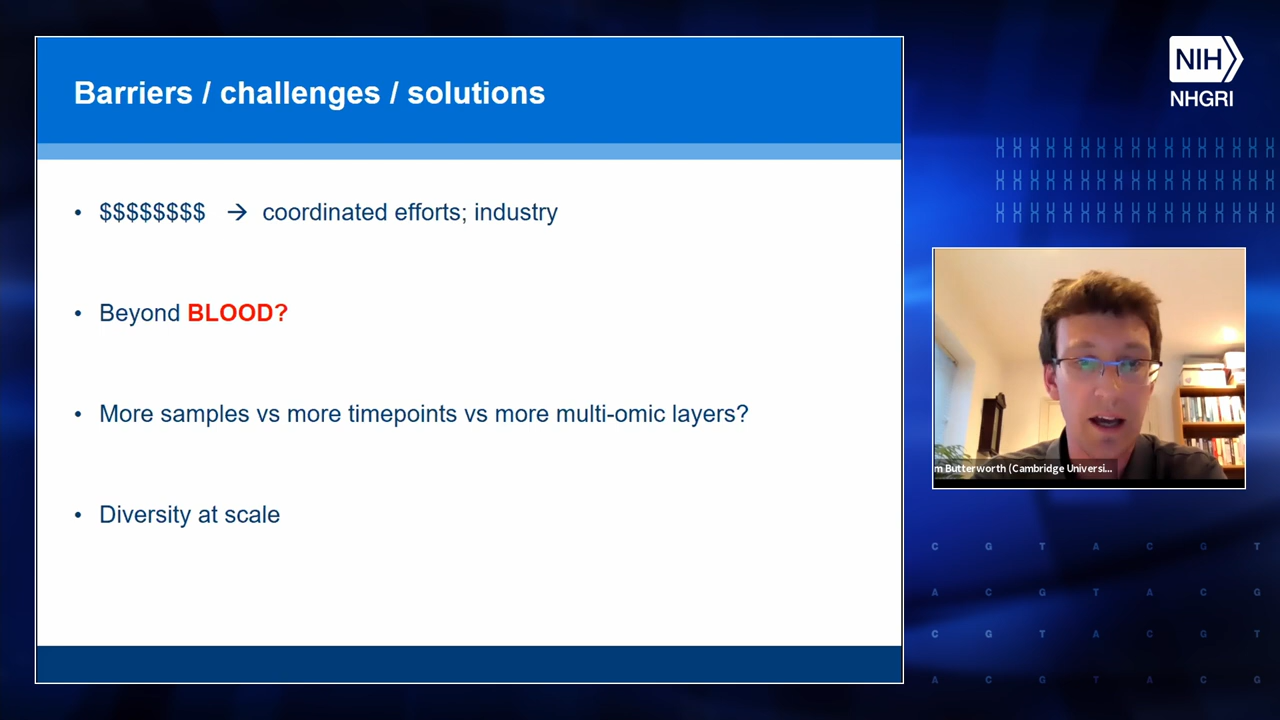 Barriers / challenges / solutions
• $$$$$$$$ → coordinated efforts; industry
• Beyond BLOOD?
• More samples vs more timepoints vs more multi-omic layers?
• Diversity at scale
NIH
NHGRI
m Butterworth (Cambridge Universi...
C G T A C G T
A C G T A C G
C G T A C G T
A C G T A C G